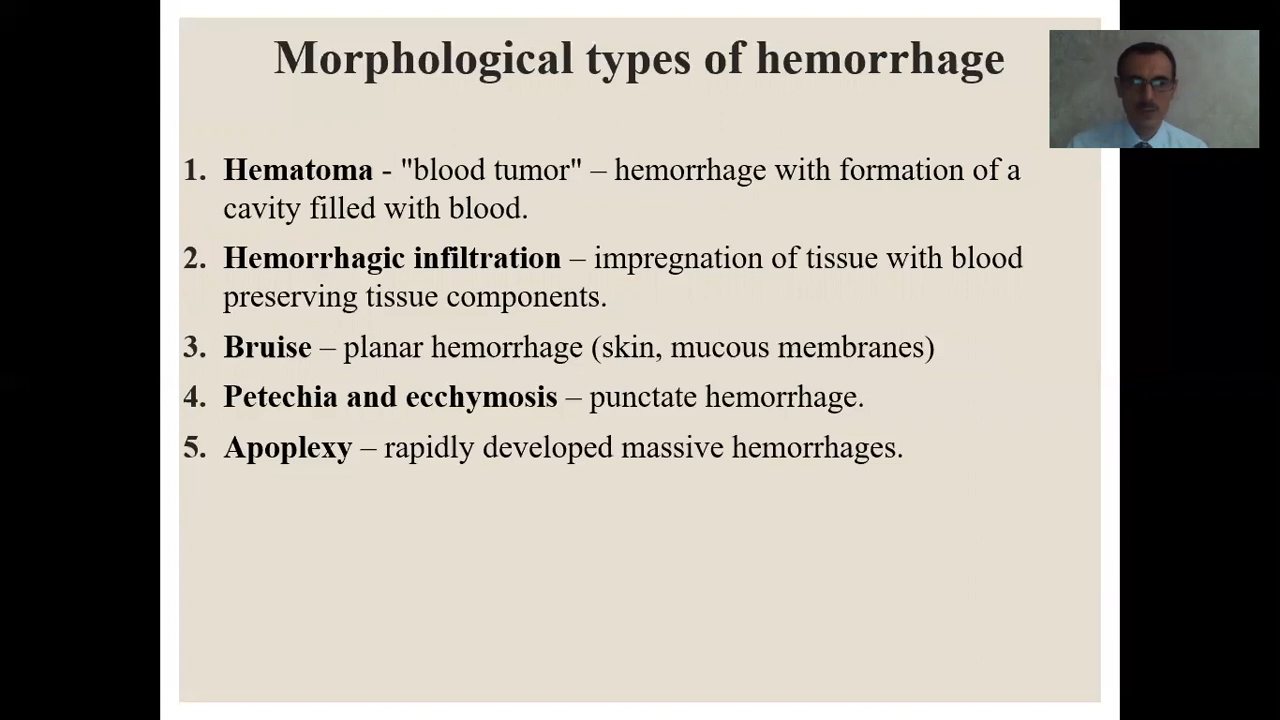 Morphological types of hemorrhage
1. Hematoma - "blood tumor" – hemorrhage with formation of a
cavity filled with blood.
2. Hemorrhagic infiltration – impregnation of tissue with blood
preserving tissue components.
3. Bruise – planar hemorrhage (skin, mucous membranes)
4. Petechia and ecchymosis – punctate hemorrhage.
5. Apoplexy – rapidly developed massive hemorrhages.